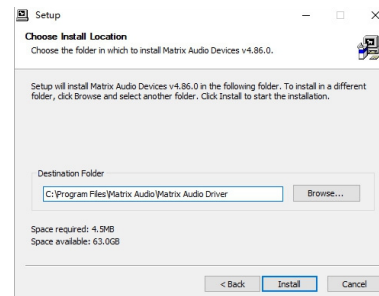 Setup
Choose Install Location
Choose the folder in which to install Matrix Audio Devices v4.86.0.
Setup will install Matrix Audio Devices v4.86.0 in the following folder. To install in a different
folder, click Browse and select another folder. Click Install to start the installation.
Destination Folder
C:\Program Files\Matrix Audio\Matrix Audio Driver
Browse...
Space required: 4.5MB
Space available: 63.0GB
< Back
Install
Cancel